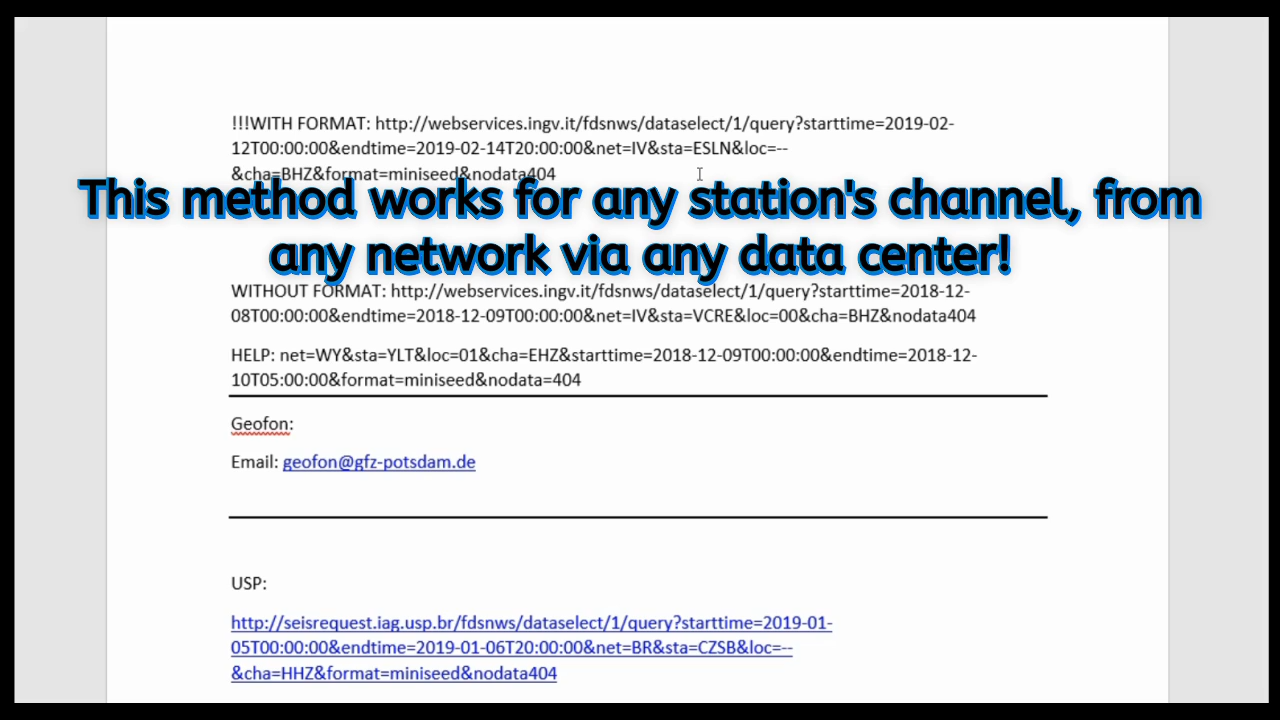 !!!WITH FORMAT: http://webservices.ingv.it/fdsnws/dataselect/1/query?starttime=2019-02-
12T00:00:00&endtime=2019-02-14T20:00:00&net=IV&sta=ESLN&loc=--
&cha=BHZ&format=miniseed&nodata404
This method works for any station's channel, from
any network via any data center!
WITHOUT FORMAT: http://webservices.ingv.it/fdsnws/dataselect/1/query?starttime=2018-12-
08T00:00:00&endtime=2018-12-09T00:00:00&net=IV&sta=VCRE&loc=00&cha=BHZ&nodata404
HELP: net=WY&sta=YLT&loc=01&cha=EHZ&starttime=2018-12-09T00:00:00&endtime=2018-12-
10T05:00:00&format=miniseed&nodata=404
Geofon:
Email: geofon@gfz-potsdam.de
USP:
http://seisrequest.iag.usp.br/fdsnws/dataselect/1/query?starttime=2019-01-
05T00:00:00&endtime=2019-01-06T20:00:00&net=BR&sta=CZSB&loc=--
&cha=HHZ&format=miniseed&nodata404